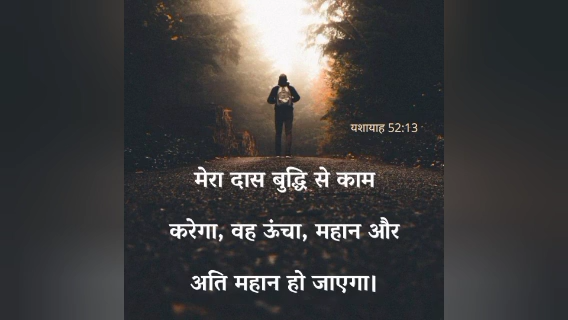 यशायाह 52:13
मेरा दास बुद्धि से काम
करेगा, वह ऊंचा, महान और
अति महान हो जाएगा।